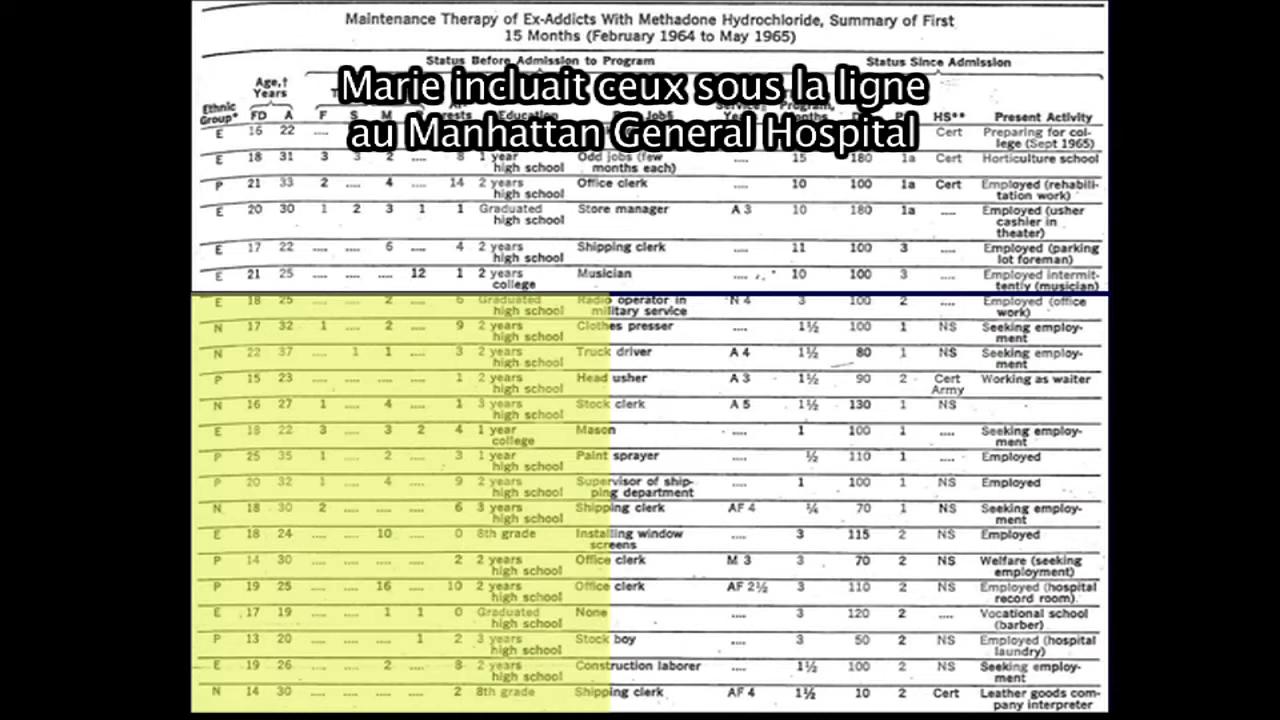 Maintenance Therapy of Ex-Addicts With Methadone Hydrochloride, Summary of First
15 Months (February 1964 to May 1965)
Status Before Admission to Program Status Since Admission
Marie incluait ceux sous la ligne
au Manhattan General Hospital
Age,†
Years
Ethnic
Group* FD A F HS** Present Activity
E 16 22 .... Cert Preparing for col-
lege (Sept 1965)
E 18 31 3 3 2 .... 8 1 year Odd jobs (few .... 15 180 1a Cert Horticulture school
high school months each)
P 21 33 2 .... 4 14 2 years Office clerk .... 10 100 1a Cert Employed (rehabili-
high school tation work)
E 20 30 1 2 3 1 1 Graduated Store manager A 3 10 180 1a .... Employed (usher
high school cashier in
theater)
E 17 22 .... .... 6 .... 4 2 years Shipping clerk .... 11 100 3 .... Employed (parking
high school lot foreman)
E 21 25 .... .... .... 12 1 2 years Musician .... 10 100 3 .... Employed intermit-
college tently (musician)
E 18 25 .... .... 2 .... 6 Graduated Radio operator in N 4 3 100 2 .... Employed (office
high school military service work)
N 17 32 1 .... 2 .... 9 2 years Clothes presser .... 1½ 100 1 NS Seeking employ-
high school ment
N 22 37 .... 1 1 .... 3 2 years Truck driver A 4 1½ 80 1 NS Seeking employ-
high school ment
P 15 23 .... .... .... .... 1 2 years Head usher A 3 1½ 90 2 Cert Working as waiter
high school Army
N 16 27 1 .... 4 .... 1 3 years Stock clerk A 5 1½ 130 1 NS
high school
E 18 22 3 .... 3 2 4 1 year Mason .... 1 100 1 .... Seeking employ-
college ment
P 25 35 1 .... 2 .... 3 1 year Paint sprayer .... ½ 110 1 .... Employed
high school
P 20 32 1 .... 4 .... 9 2 years Supervisor of ship- .... 1 100 1 NS Employed
high school ping department
N 18 30 2 .... .... .... 6 3 years Shipping clerk AF 4 ¼ 70 1 NS Seeking employ-
high school ment
E 18 24 .... .... 10 .... 0 8th grade Installing window .... 3 115 2 NS Employed
screens
P 14 30 .... .... .... .... 2 2 years Office clerk M 3 3 70 2 NS Welfare (seeking
high school employment)
P 19 25 .... .... 16 .... 10 2 years Office clerk AF 2½ 3 110 2 NS Employed (hospital
high school record room)
E 17 19 .... .... 1 1 0 Graduated None .... 3 120 2 .... Vocational school
high school (barber)
P 13 20 .... .... .... 1 2 3 years Stock boy .... 3 50 2 NS Employed (hospital
high school laundry)
E 19 26 .... .... 2 .... 8 2 years Construction laborer .... 1½ 100 2 NS Seeking employ-
high school ment
N 14 30 .... .... .... .... 2 8th grade Shipping clerk AF 4 1½ 10 2 Cert Leather goods com-
pany interpreter